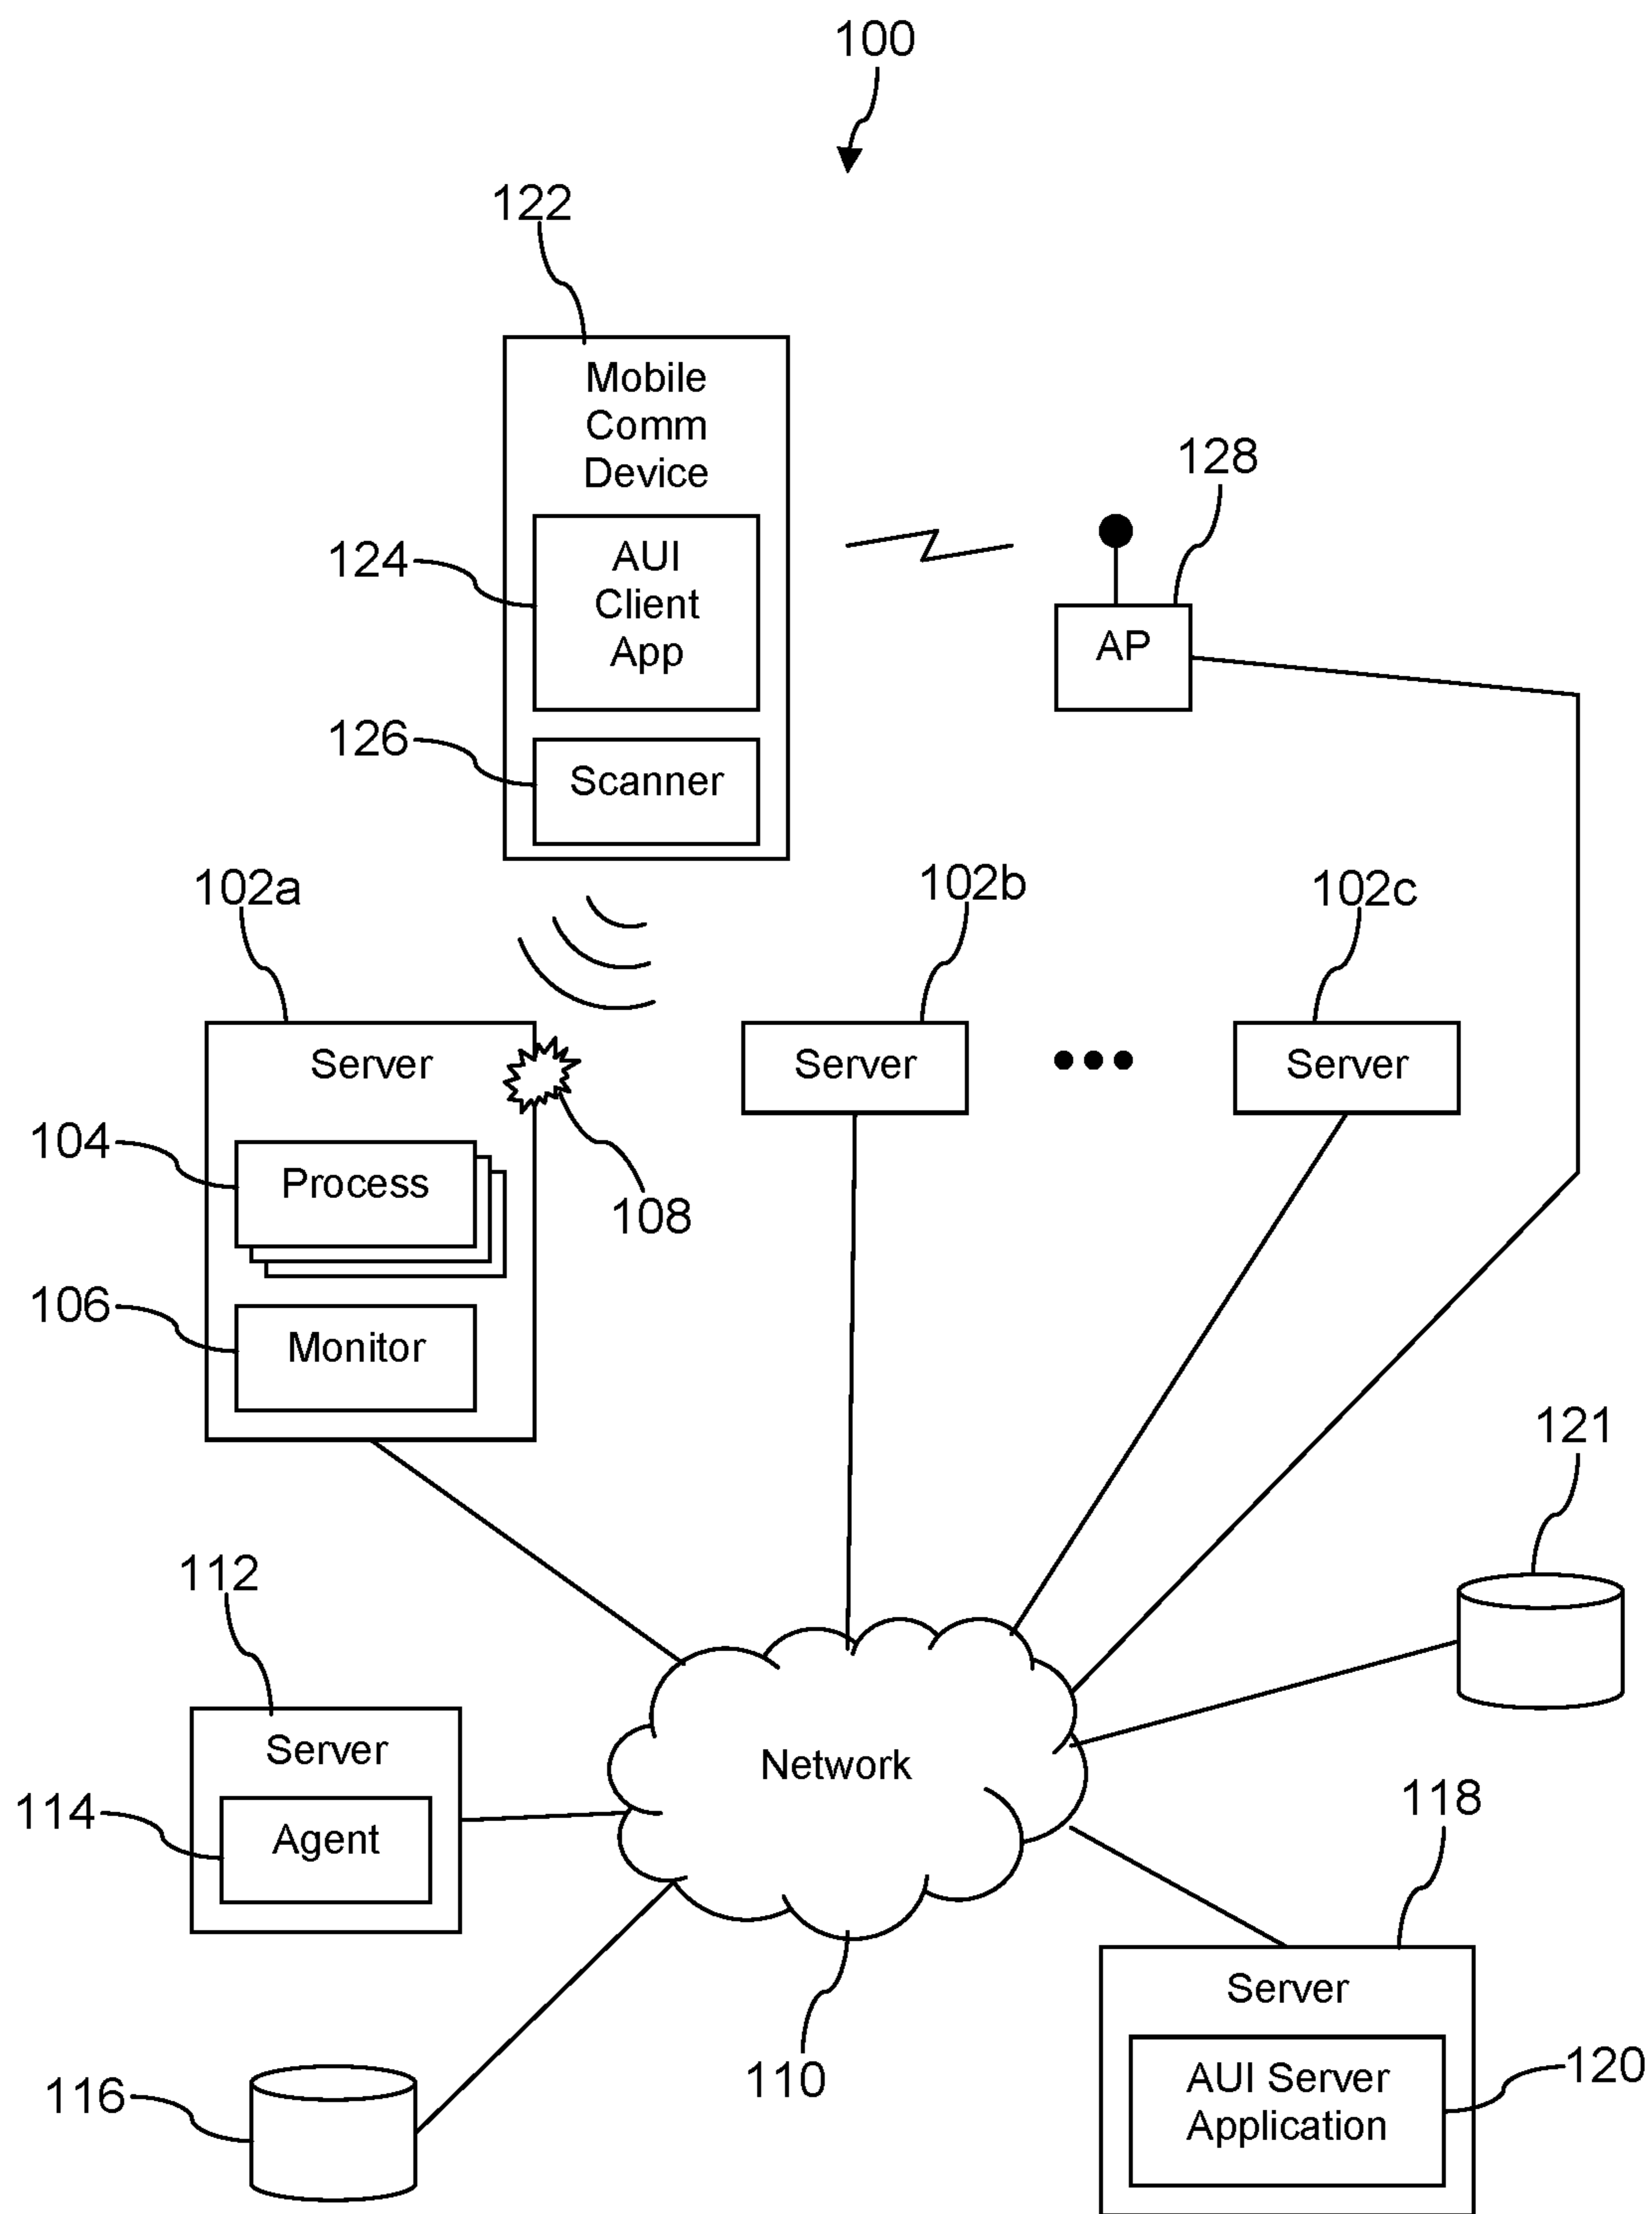 100
122
Mobile
Comm
Device
128
124
AUI
Client
App
AP
126
Scanner
102a
102b
102c
Server
Server
Server
104
Process
108
106
Monitor
121
112
Server
Network
118
114
Agent
Server
110
120
AUI Server
Application
116